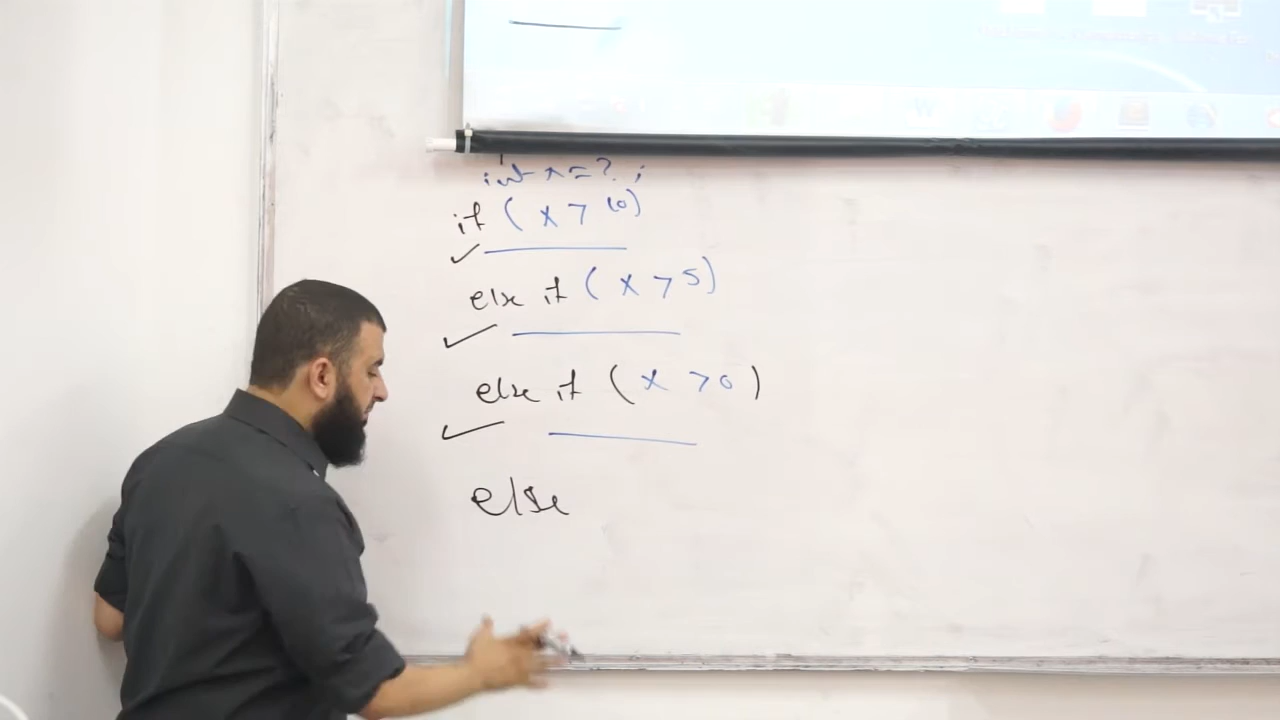 int x = ? ;
if ( x > 10 )
else if ( x > 5 )
else if ( x > 0 )
else